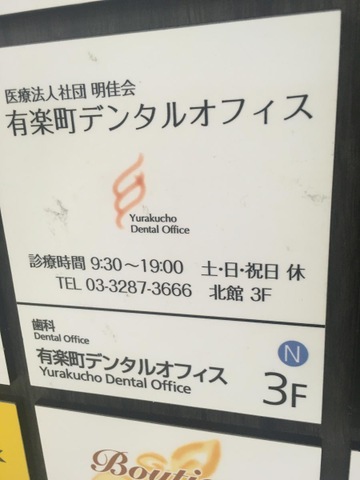 医療法人社団 明佳会
有楽町デンタルオフィス
Yurakucho
Dental Office
診療時間 9:30～19:00 土・日・祝日 休
TEL 03-3287-3666 北館 3F
歯科
Dental Office
有楽町デンタルオフィス
Yurakucho Dental Office
N
3F